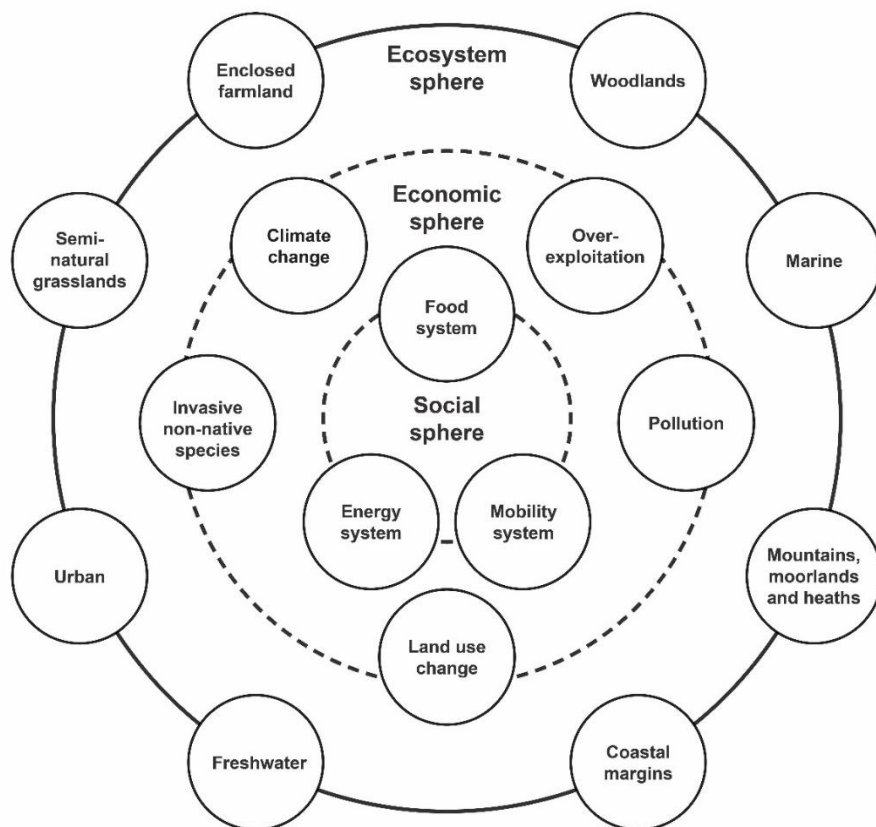 Ecosystem
sphere
Enclosed
farmland
Woodlands
Economic
sphere
Semi-
natural
grasslands
Climate
change
Over-
exploitation
Marine
Food
system
Social
sphere
Invasive
non-native
species
Pollution
Energy
system
Mobility
system
Urban
Mountains,
moorlands
and heaths
Land use
change
Freshwater
Coastal
margins